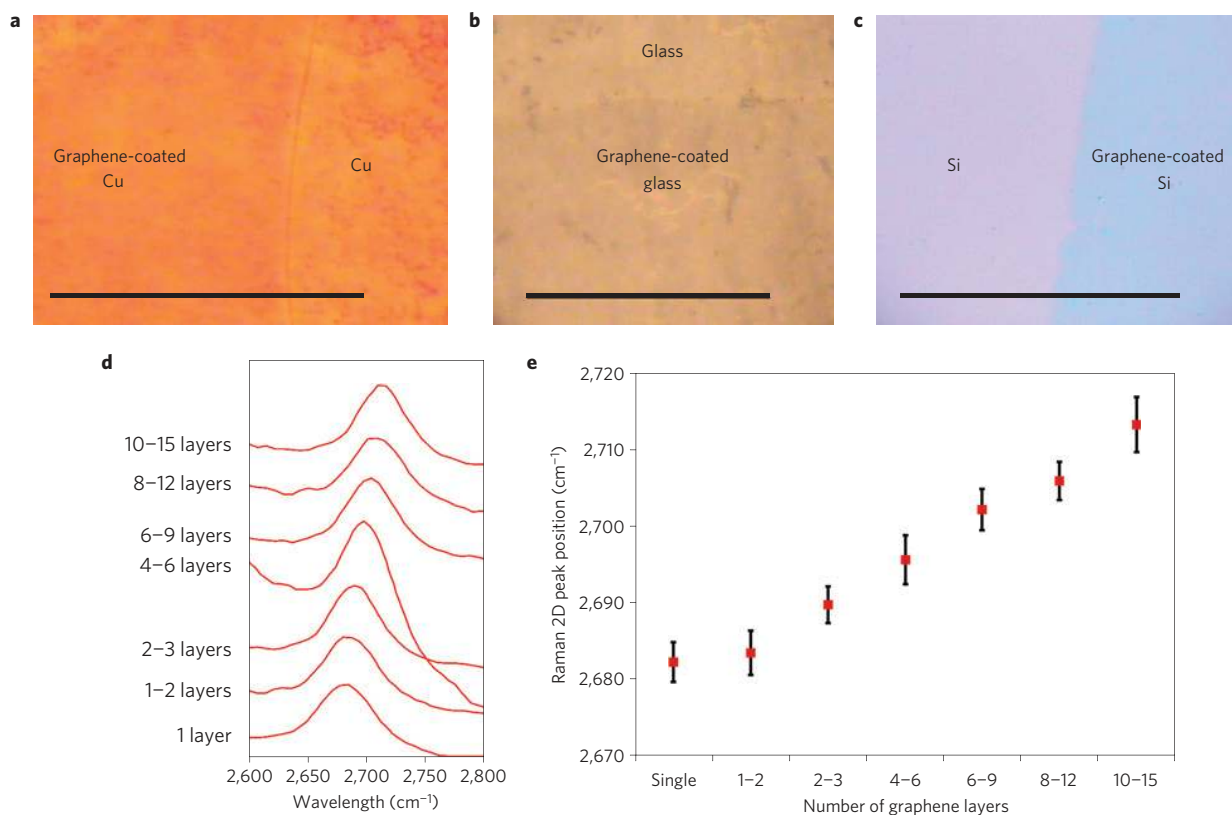 a
Graphene-coated
Cu
Cu
b
Glass
Graphene-coated
glass
c
Si
Graphene-coated
Si
d
10–15 layers
8–12 layers
6–9 layers
4–6 layers
2–3 layers
1–2 layers
1 layer
2,600 2,650 2,700 2,750 2,800
Wavelength (cm⁻¹)
e
Raman 2D peak position (cm⁻¹)
2,720
2,710
2,700
2,690
2,680
2,670
Single 1–2 2–3 4–6 6–9 8–12 10–15
Number of graphene layers